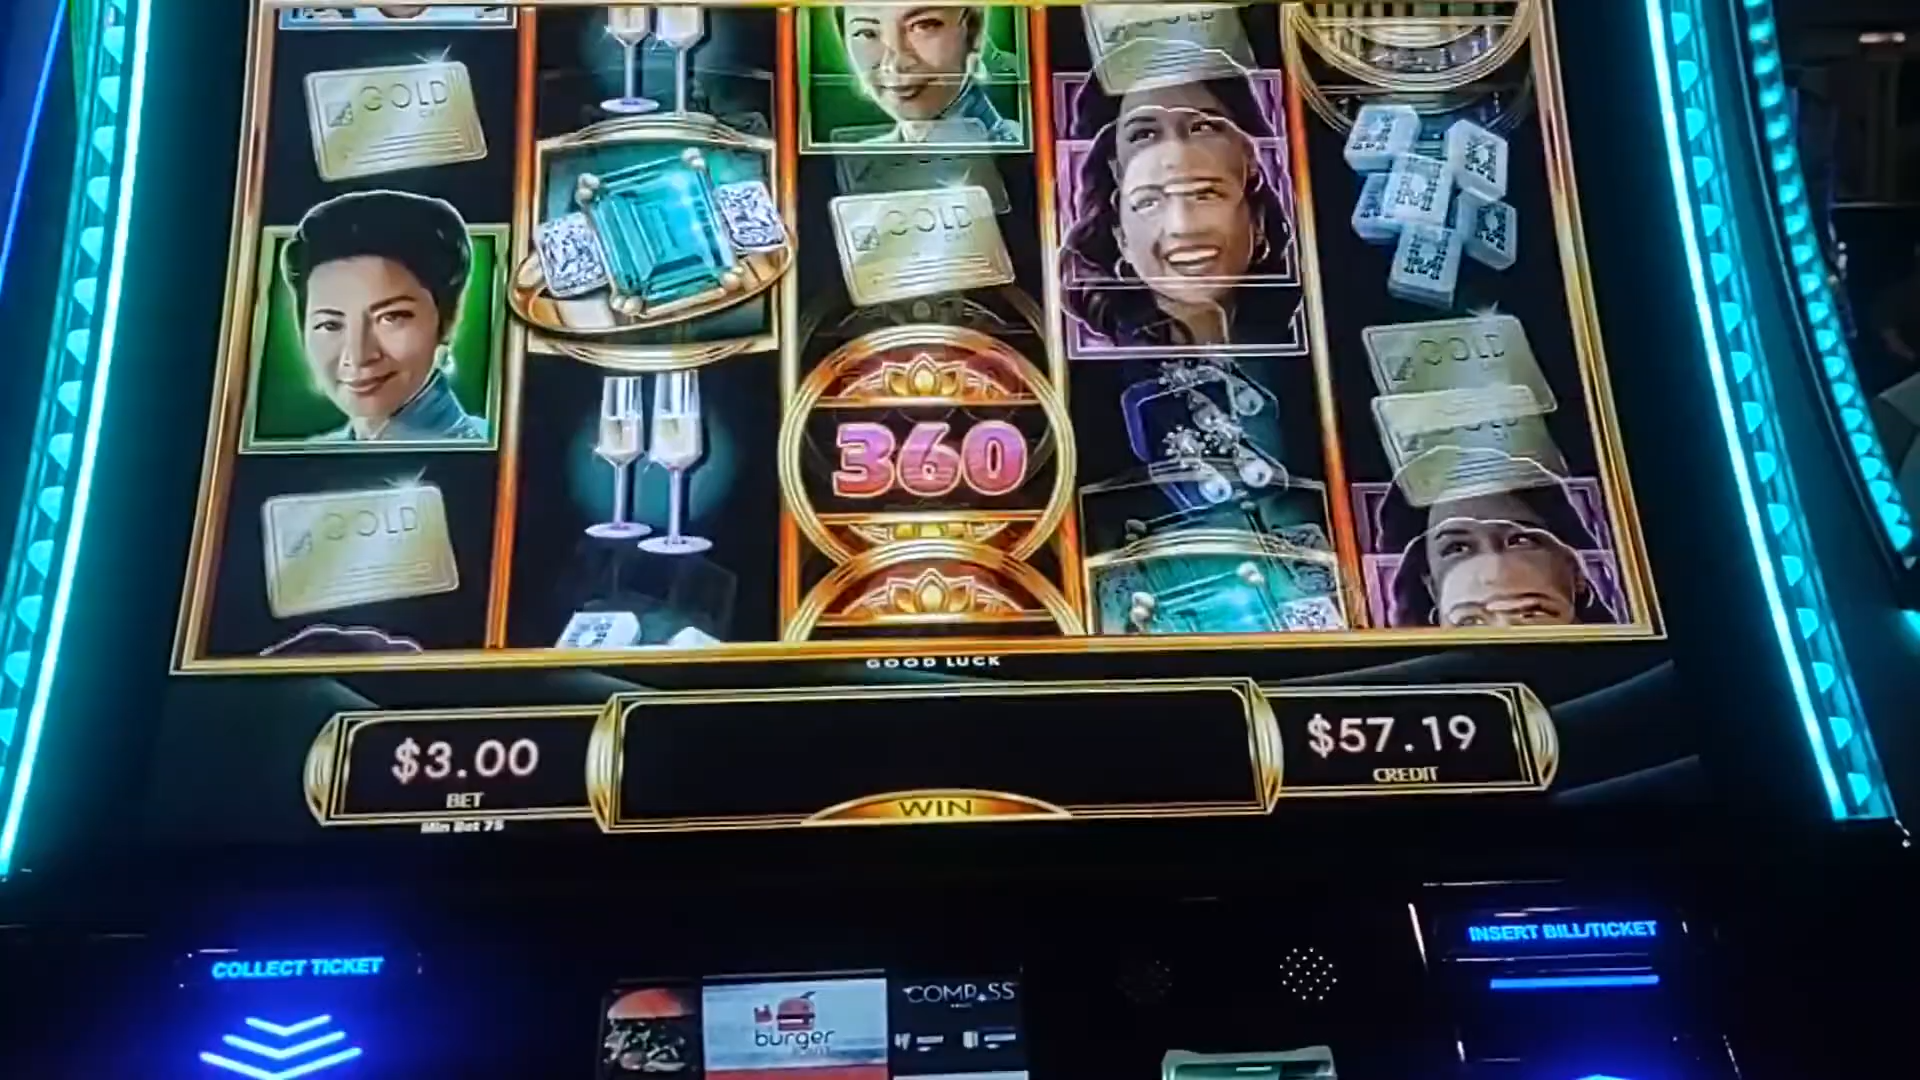 GOLD
GOLD
GOLD
GOLD
360
GOLD
GOOD LUCK
$3.00
BET
Min Bet 75
WIN
$57.19
CREDIT
COLLECT TICKET
INSERT BILL/TICKET
burger
COMPASS